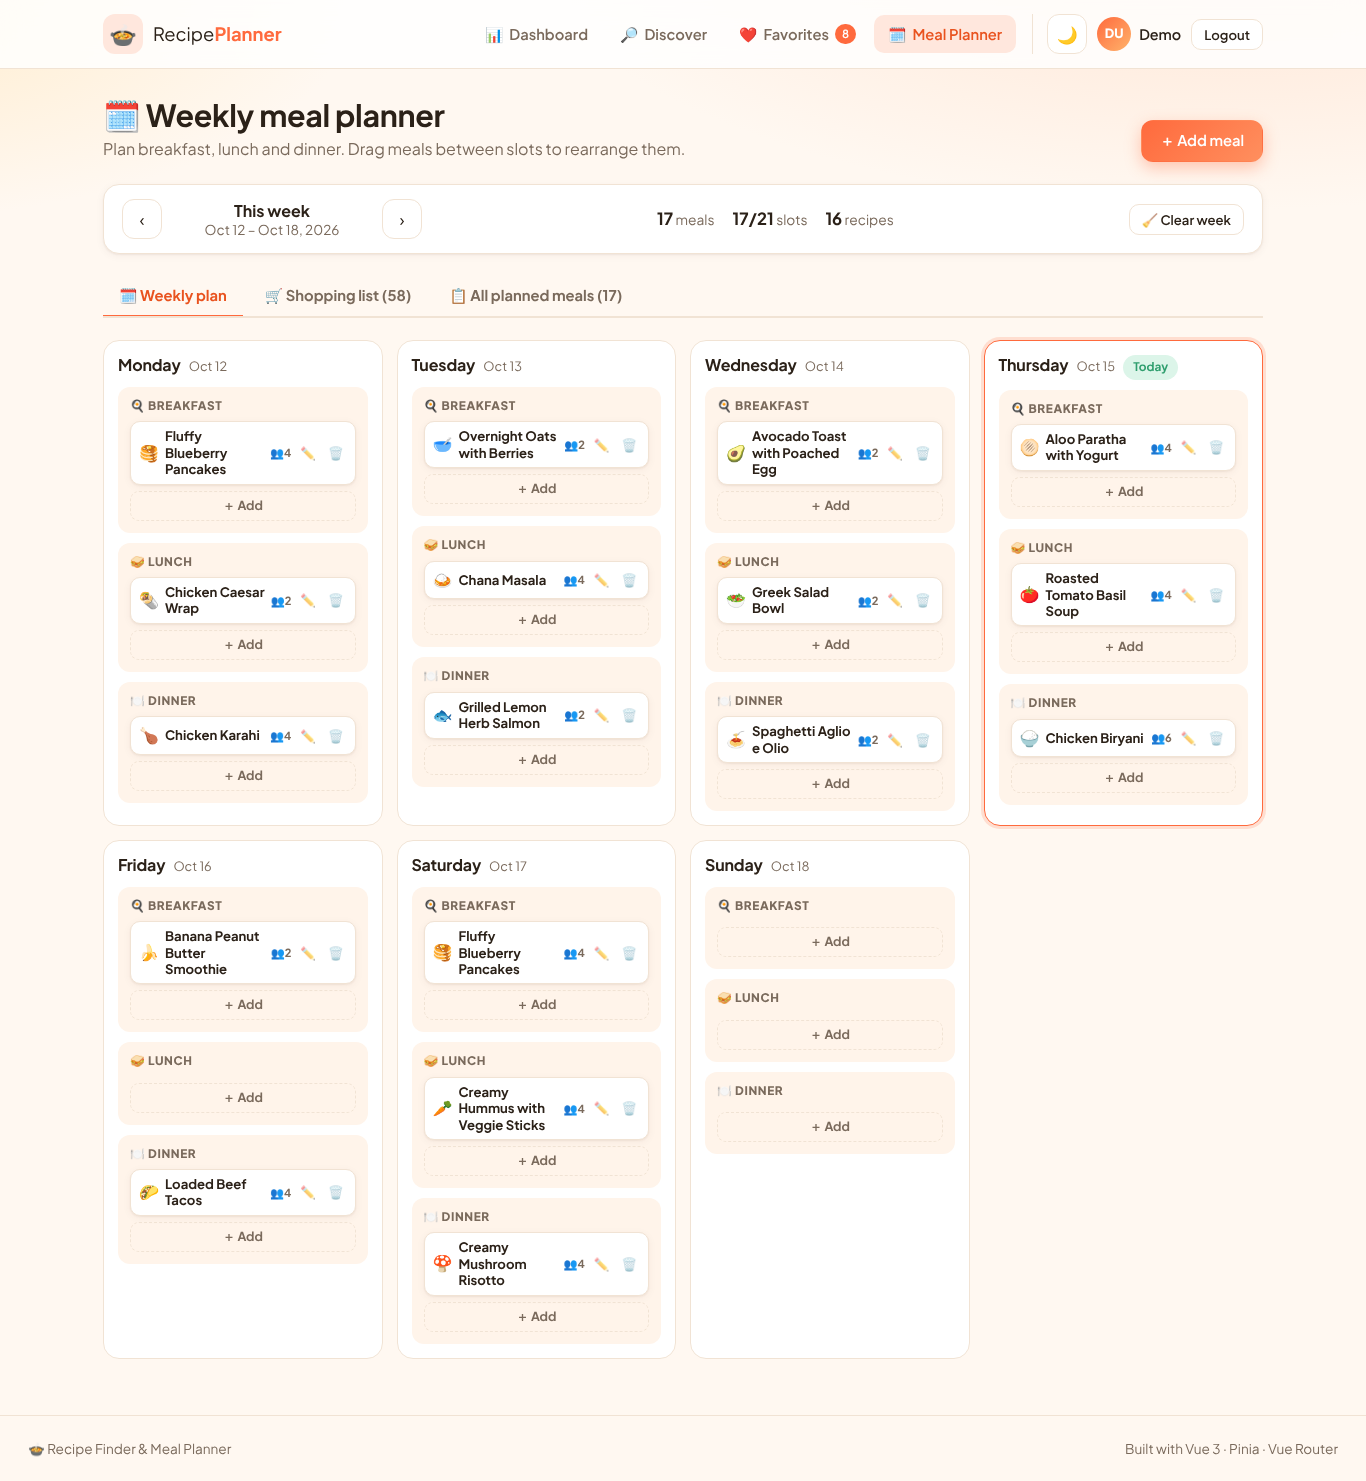 RecipePlanner
Dashboard
Discover
Favorites 8
Meal Planner
DU Demo
Logout
Weekly meal planner
Plan breakfast, lunch and dinner. Drag meals between slots to rearrange them.
+ Add meal
‹
This week
Oct 12 – Oct 18, 2026
›
17 meals 17/21 slots 16 recipes
Clear week
Weekly plan
Shopping list (58)
All planned meals (17)
Monday Oct 12
BREAKFAST
Fluffy
Blueberry
Pancakes
4
+ Add
LUNCH
Chicken Caesar
Wrap
2
+ Add
DINNER
Chicken Karahi
4
+ Add
Tuesday Oct 13
BREAKFAST
Overnight Oats
with Berries
2
+ Add
LUNCH
Chana Masala
4
+ Add
DINNER
Grilled Lemon
Herb Salmon
2
+ Add
Wednesday Oct 14
BREAKFAST
Avocado Toast
with Poached
Egg
2
+ Add
LUNCH
Greek Salad
Bowl
2
+ Add
DINNER
Spaghetti Aglio
e Olio
2
+ Add
Thursday Oct 15 Today
BREAKFAST
Aloo Paratha
with Yogurt
4
+ Add
LUNCH
Roasted
Tomato Basil
Soup
4
+ Add
DINNER
Chicken Biryani
6
+ Add
Friday Oct 16
BREAKFAST
Banana Peanut
Butter
Smoothie
2
+ Add
LUNCH
+ Add
DINNER
Loaded Beef
Tacos
4
+ Add
Saturday Oct 17
BREAKFAST
Fluffy
Blueberry
Pancakes
4
+ Add
LUNCH
Creamy
Hummus with
Veggie Sticks
4
+ Add
DINNER
Creamy
Mushroom
Risotto
4
+ Add
Sunday Oct 18
BREAKFAST
+ Add
LUNCH
+ Add
DINNER
+ Add
Recipe Finder & Meal Planner
Built with Vue 3 · Pinia · Vue Router